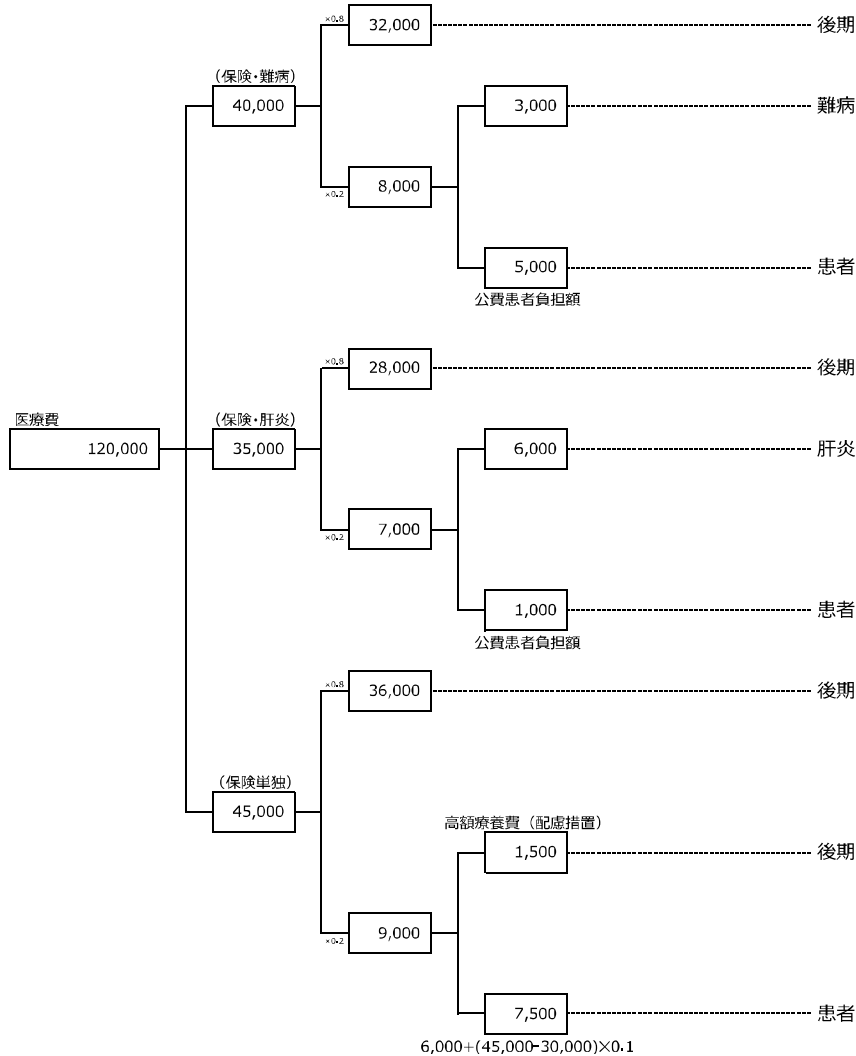 ×0.8
32,000
後期
（保険・難病）
40,000
3,000
難病
8,000
×0.2
5,000
患者
公費患者負担額
×0.8
28,000
後期
医療費
120,000
（保険・肝炎）
35,000
6,000
肝炎
7,000
×0.2
1,000
患者
公費患者負担額
×0.8
36,000
後期
（保険単独）
45,000
高額療養費（配慮措置）
1,500
後期
9,000
×0.2
7,500
患者
6,000+(45,000-30,000)×0.1